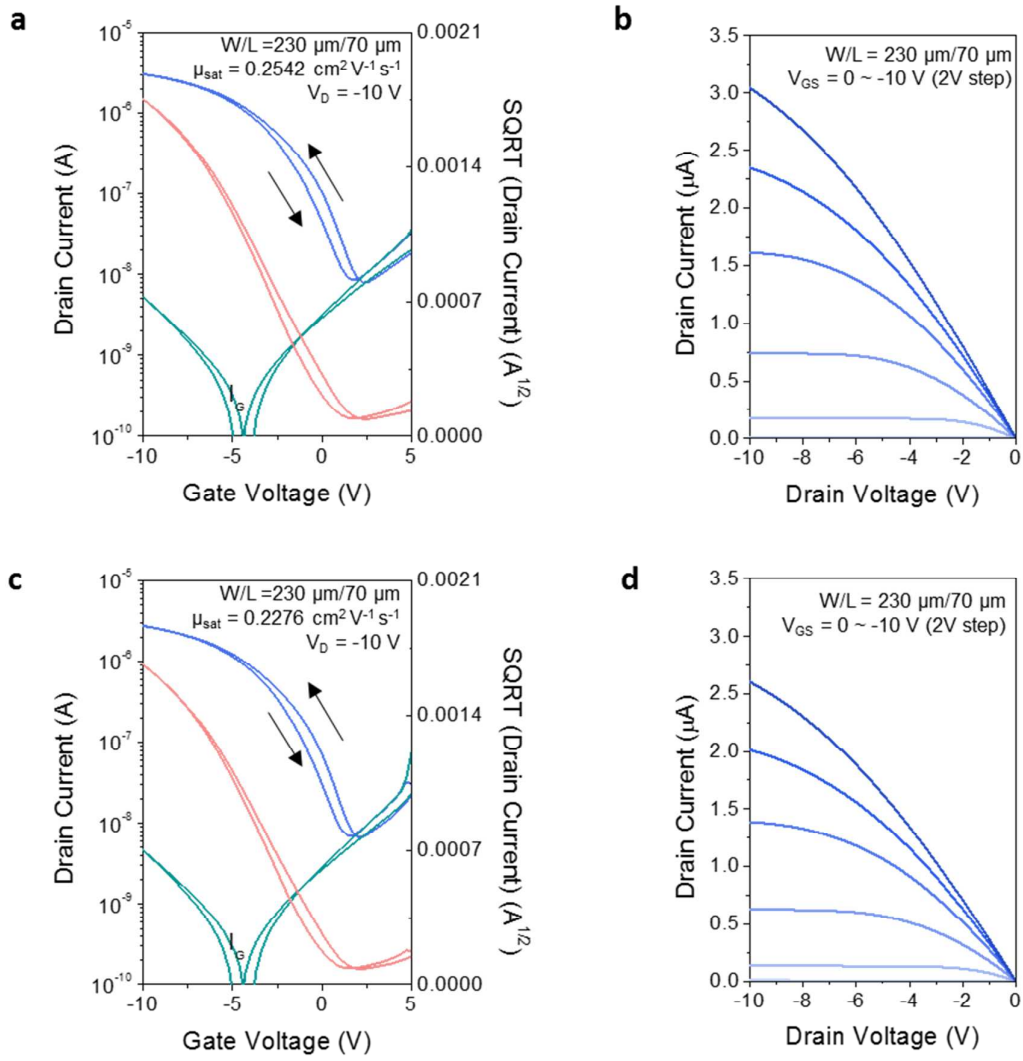 a
W/L =230 µm/70 µm
µsat = 0.2542 cm² V⁻¹ s⁻¹
VD = -10 V
10⁻⁵
10⁻⁶
10⁻⁷
10⁻⁸
10⁻⁹
10⁻¹⁰
Drain Current (A)
0.0021
0.0014
0.0007
0.0000
SQRT (Drain Current) (A¹/²)
IG
-10
-5
0
5
Gate Voltage (V)
b
W/L = 230 µm/70 µm
VGS = 0 ~ -10 V (2V step)
3.5
3.0
2.5
2.0
1.5
1.0
0.5
0.0
Drain Current (µA)
-10
-8
-6
-4
-2
0
Drain Voltage (V)
c
W/L =230 µm/70 µm
µsat = 0.2276 cm² V⁻¹ s⁻¹
VD = -10 V
10⁻⁵
10⁻⁶
10⁻⁷
10⁻⁸
10⁻⁹
10⁻¹⁰
Drain Current (A)
0.0021
0.0014
0.0007
0.0000
SQRT (Drain Current) (A¹/²)
IG
-10
-5
0
5
Gate Voltage (V)
d
W/L = 230 µm/70 µm
VGS = 0 ~ -10 V (2V step)
3.5
3.0
2.5
2.0
1.5
1.0
0.5
0.0
Drain Current (µA)
-10
-8
-6
-4
-2
0
Drain Voltage (V)